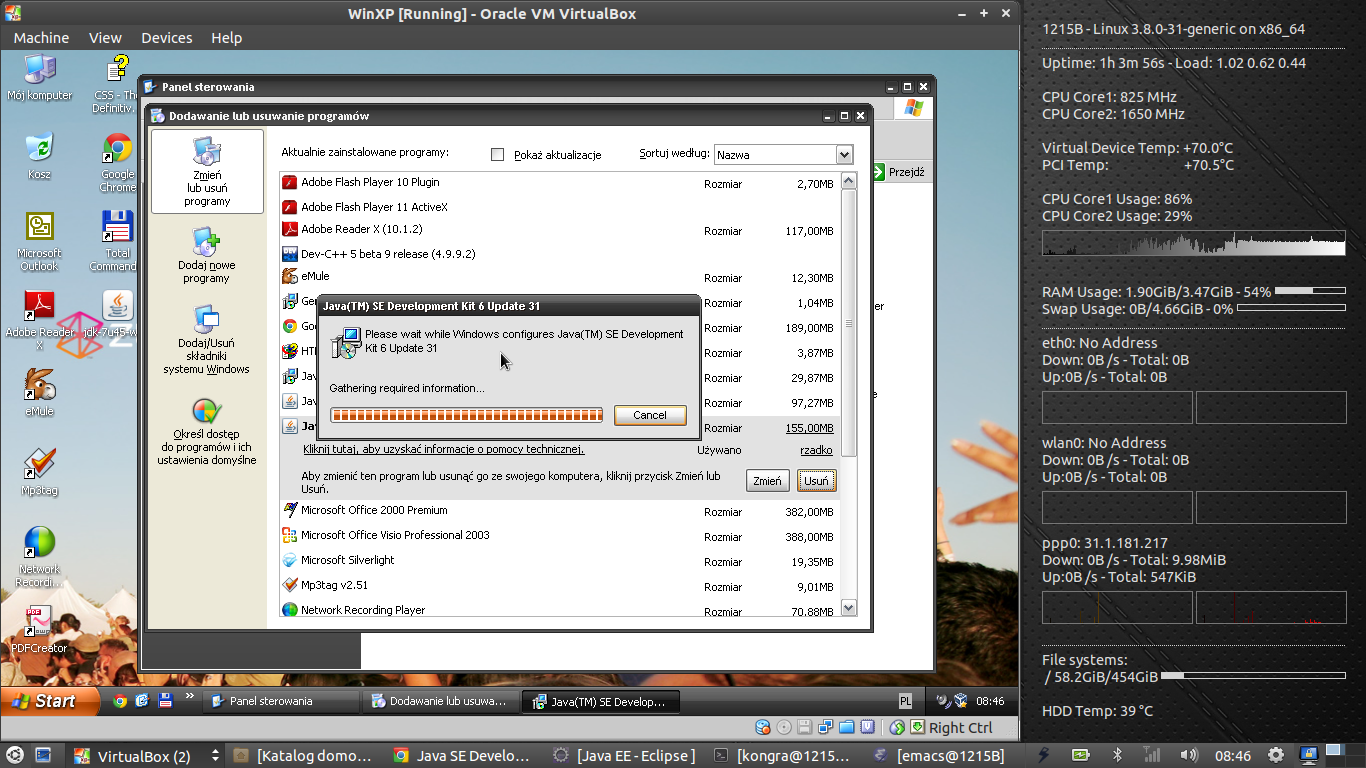 WinXP [Running] - Oracle VM VirtualBox
Machine View Devices Help
Mój komputer
CSS - The
Definitiv...
Kosz
Google
Chrome
Microsoft
Outlook
Total
Command...
Adobe Reader
X
jdk-7u45-w
eMule
Mp3tag
Network
Recordi...
PDFCreator
Panel sterowania
Przejdź
Dodawanie lub usuwanie programów
Zmień
lub usuń
programy
Dodaj nowe
programy
Dodaj/Usuń
składniki
systemu Windows
Określ dostęp
do programów i ich
ustawienia domyślne
Aktualnie zainstalowane programy:
Pokaż aktualizacje
Sortuj według: Nazwa
Adobe Flash Player 10 Plugin Rozmiar 2,70MB
Adobe Flash Player 11 ActiveX
Adobe Reader X (10.1.2) Rozmiar 117,00MB
Dev-C++ 5 beta 9 release (4.9.9.2)
eMule Rozmiar 12,30MB
Ge Rozmiar 1,04MB
Go Rozmiar 189,00MB
HT Rozmiar 3,87MB
Jav Rozmiar 29,87MB
Jav Rozmiar 97,27MB
Jav Rozmiar 155,00MB
Kliknij tutaj, aby uzyskać informacje o pomocy technicznej. Używano rzadko
Aby zmienić ten program lub usunąć go ze swojego komputera, kliknij przycisk Zmień lub
Usuń.
Zmień Usuń
Microsoft Office 2000 Premium Rozmiar 382,00MB
Microsoft Office Visio Professional 2003 Rozmiar 388,00MB
Microsoft Silverlight Rozmiar 19,35MB
Mp3tag v2.51 Rozmiar 9,01MB
Network Recording Player Rozmiar 70,88MB
Java(TM) SE Development Kit 6 Update 31
Please wait while Windows configures Java(TM) SE Development
Kit 6 Update 31
Gathering required information...
Cancel
Start
Panel sterowania
Dodawanie lub usuwa...
Java(TM) SE Develop...
PL
08:46
Right Ctrl
VirtualBox (2)
[Katalog domo...
Java SE Develo...
[Java EE - Eclipse ]
[kongra@1215...
[emacs@1215B]
08:46
1215B - Linux 3.8.0-31-generic on x86_64
Uptime: 1h 3m 56s - Load: 1.02 0.62 0.44
CPU Core1: 825 MHz
CPU Core2: 1650 MHz
Virtual Device Temp: +70.0°C
PCI Temp: +70.5°C
CPU Core1 Usage: 86%
CPU Core2 Usage: 29%
RAM Usage: 1.90GiB/3.47GiB - 54%
Swap Usage: 0B/4.66GiB - 0%
eth0: No Address
Down: 0B /s - Total: 0B
Up:0B /s - Total: 0B
wlan0: No Address
Down: 0B /s - Total: 0B
Up:0B /s - Total: 0B
ppp0: 31.1.181.217
Down: 0B /s - Total: 9.98MiB
Up:0B /s - Total: 547KiB
File systems:
/ 58.2GiB/454GiB
HDD Temp: 39 °C